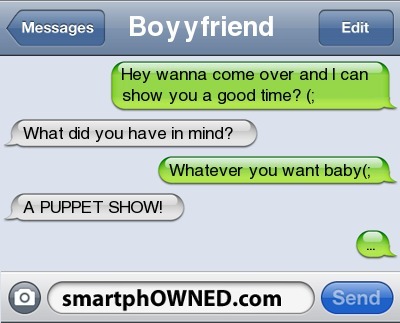 Messages
Boyyfriend
Edit
Hey wanna come over and I can
show you a good time? (;
What did you have in mind?
Whatever you want baby(;
A PUPPET SHOW!
...
smartphOWNED.com
Send